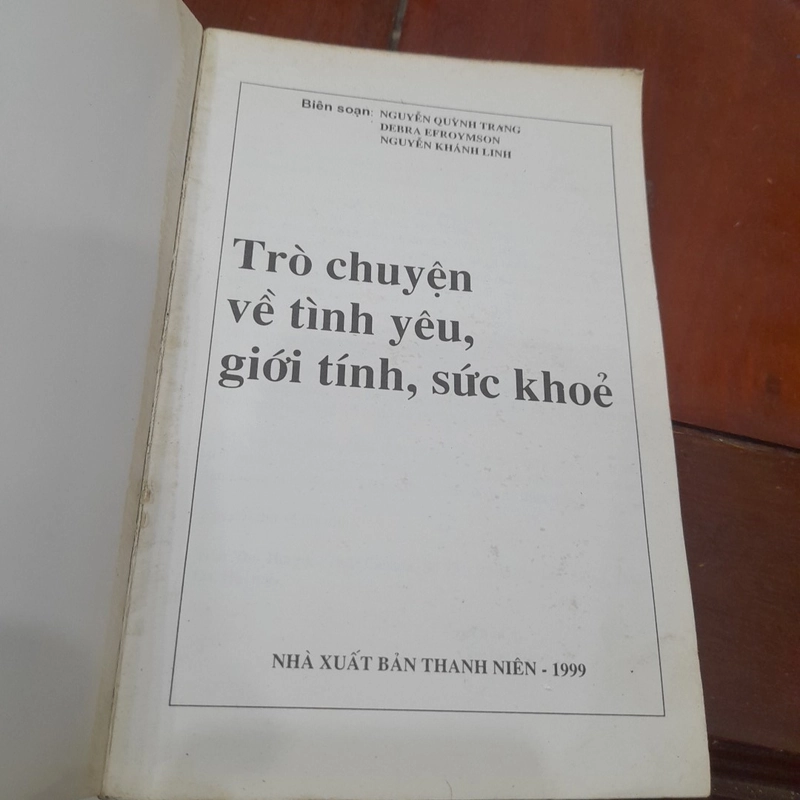 Biên soạn: NGUYỄN QUỲNH TRANG
DEBRA EFROYMSON
NGUYỄN KHÁNH LINH
Trò chuyện
về tình yêu,
giới tính, sức khoẻ
NHÀ XUẤT BẢN THANH NIÊN - 1999